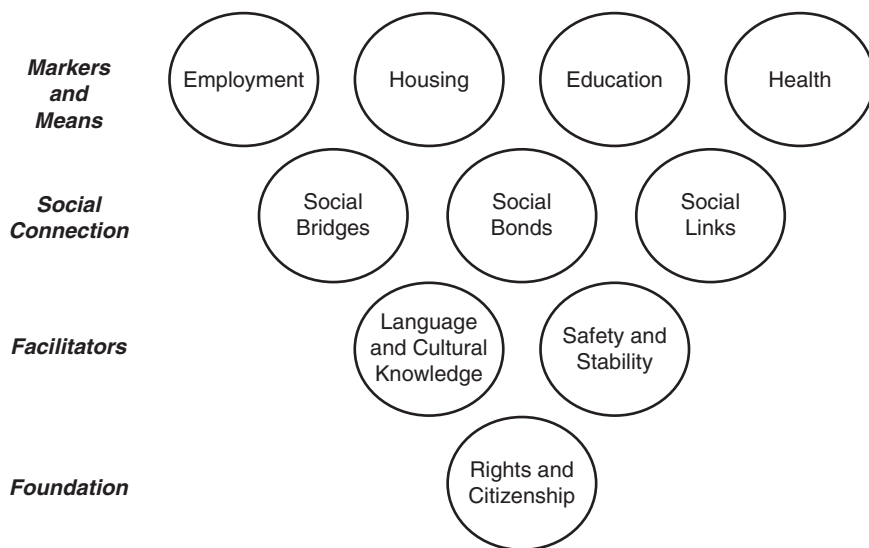 Markers
and
Means
Employment
Housing
Education
Health
Social
Connection
Social
Bridges
Social
Bonds
Social
Links
Facilitators
Language
and Cultural
Knowledge
Safety and
Stability
Foundation
Rights and
Citizenship